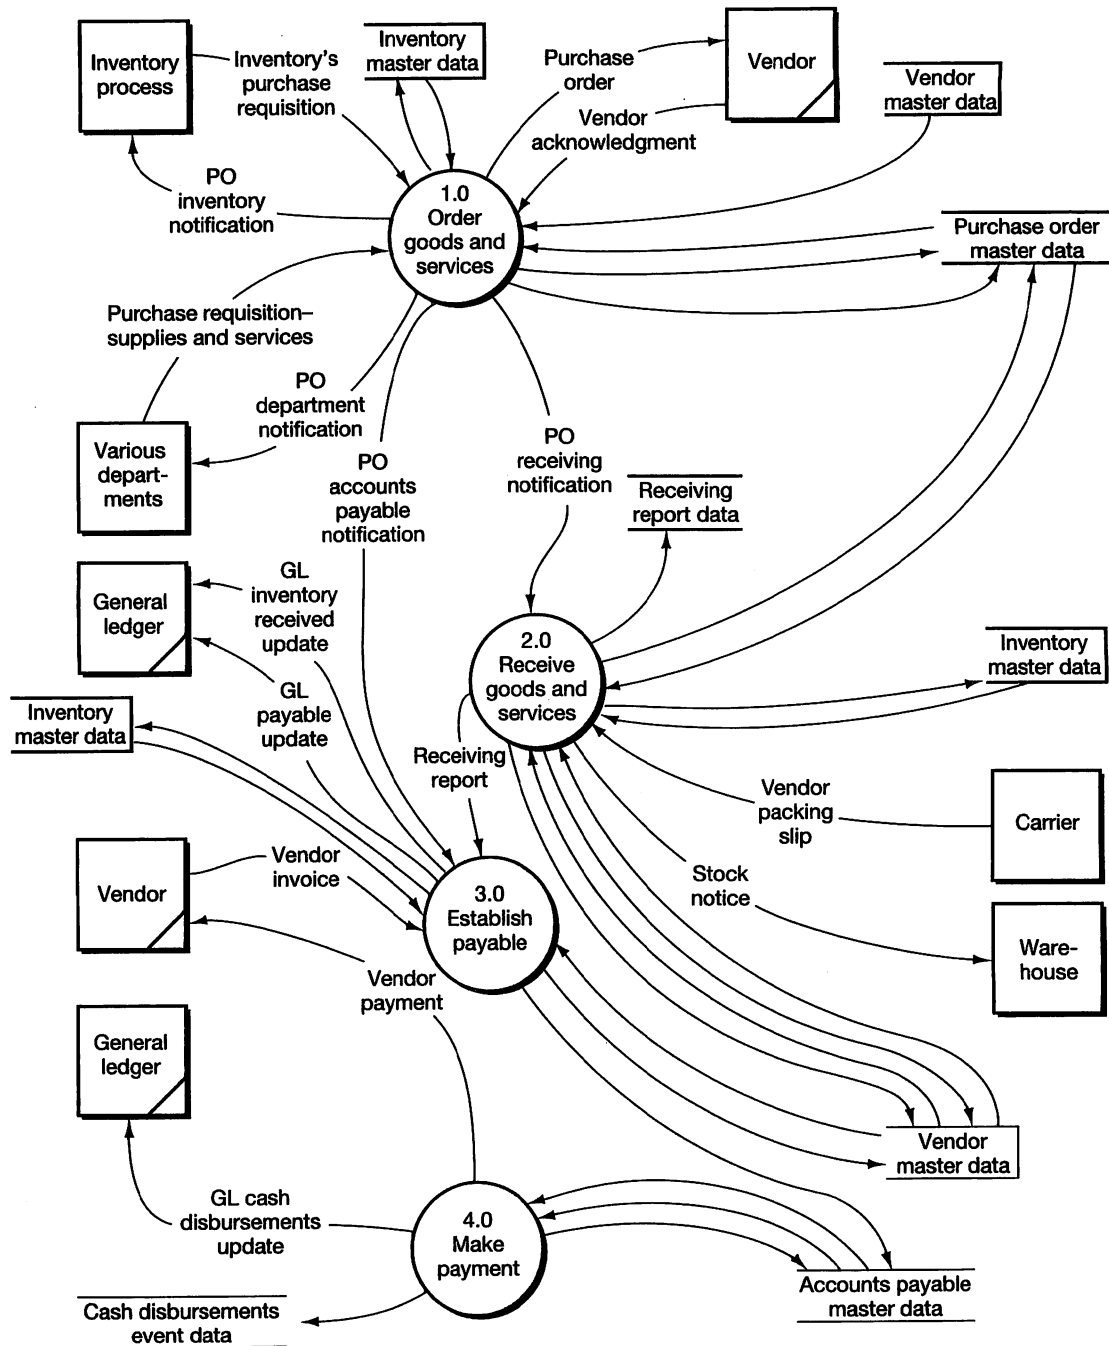 Inventory
process
Inventory's
purchase
requisition
Inventory
master data
Purchase
order
Vendor
Vendor
master data
Vendor
acknowledgment
PO
inventory
notification
1.0
Order
goods and
services
Purchase order
master data
Purchase requisition–
supplies and services
PO
department
notification
Various
depart-
ments
PO
accounts
payable
notification
PO
receiving
notification
Receiving
report data
General
ledger
GL
inventory
received
update
GL
payable
update
2.0
Receive
goods and
services
Inventory
master data
Inventory
master data
Receiving
report
Vendor
packing
slip
Carrier
Stock
notice
Vendor
Vendor
invoice
3.0
Establish
payable
Ware-
house
Vendor
payment
General
ledger
Vendor
master data
GL cash
disbursements
update
4.0
Make
payment
Accounts payable
master data
Cash disbursements
event data